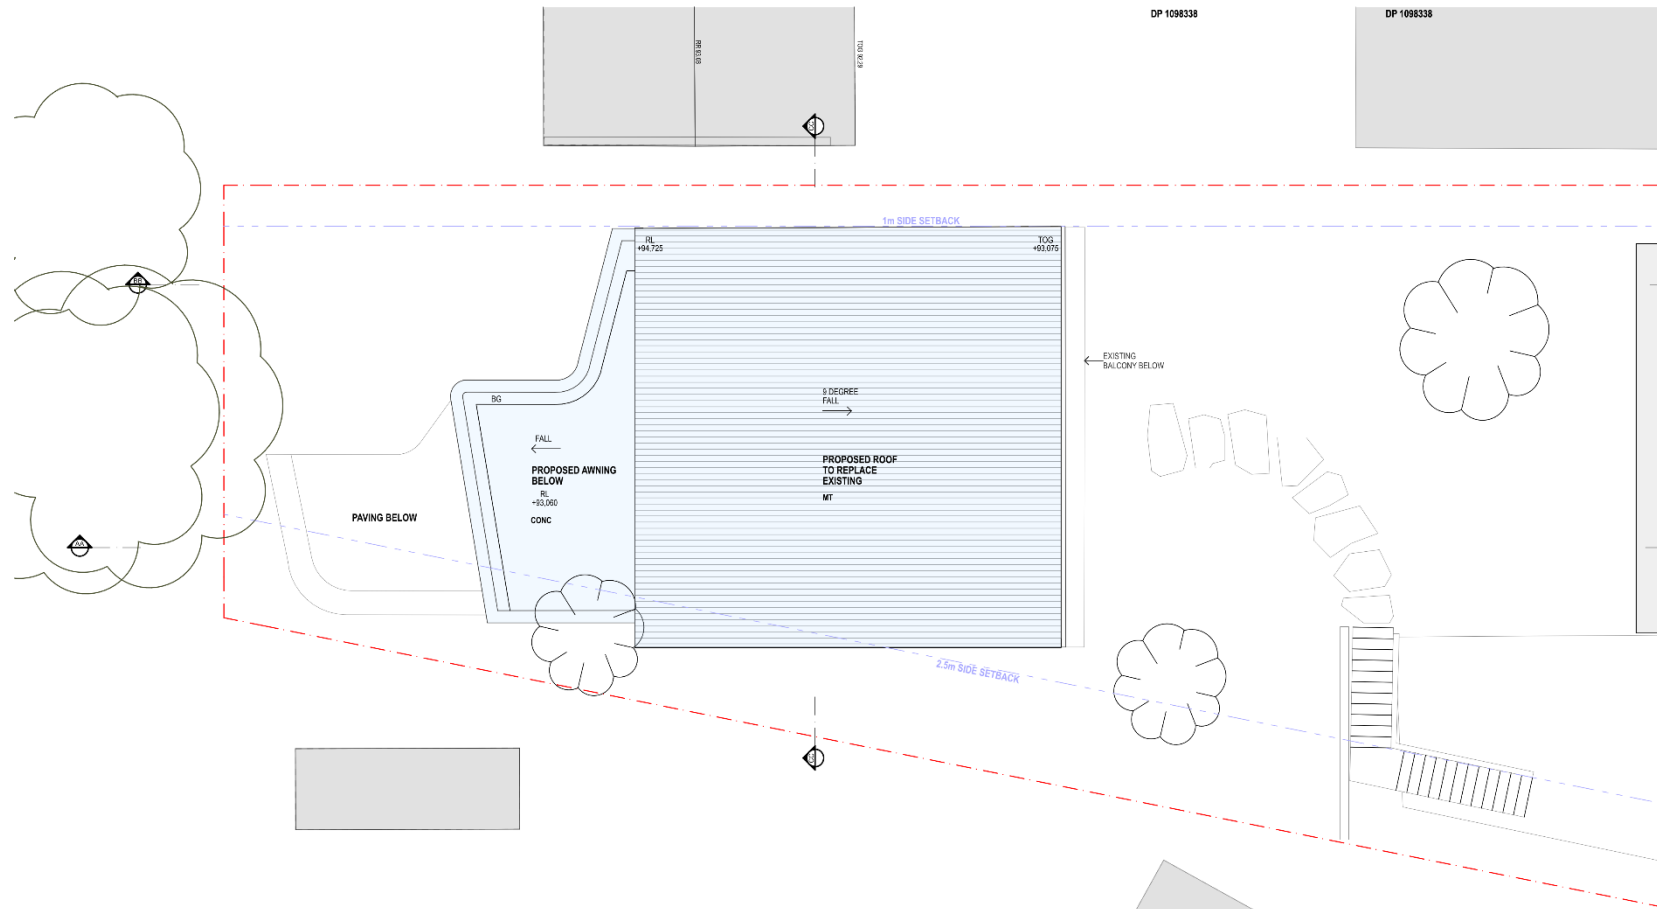 DP 1098338
DP 1098338
1m SIDE SETBACK
RL
+94,725
TOG
+93,075
BB
EXISTING
BALCONY BELOW
9 DEGREE
FALL
BG
FALL
PROPOSED AWNING
BELOW
RL
+93,060
CONC
PROPOSED ROOF
TO REPLACE
EXISTING
MT
PAVING BELOW
AA
2.5m SIDE SETBACK